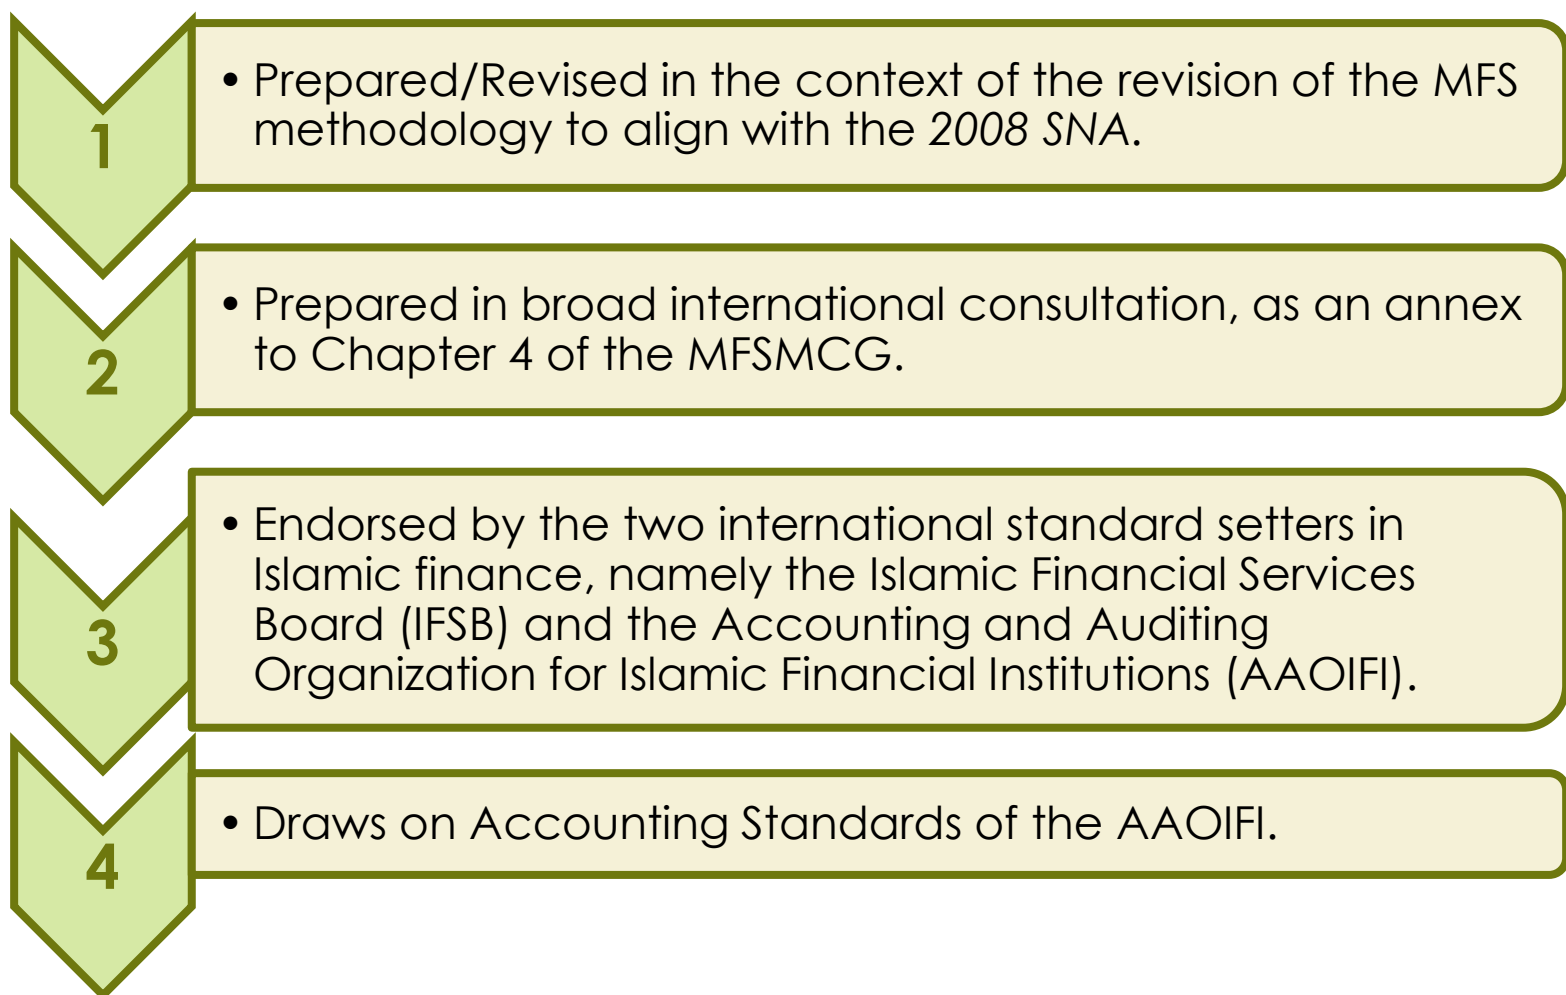 1
• Prepared/Revised in the context of the revision of the MFS
methodology to align with the 2008 SNA.
2
• Prepared in broad international consultation, as an annex
to Chapter 4 of the MFSMCG.
3
• Endorsed by the two international standard setters in
Islamic finance, namely the Islamic Financial Services
Board (IFSB) and the Accounting and Auditing
Organization for Islamic Financial Institutions (AAOIFI).
4
• Draws on Accounting Standards of the AAOIFI.